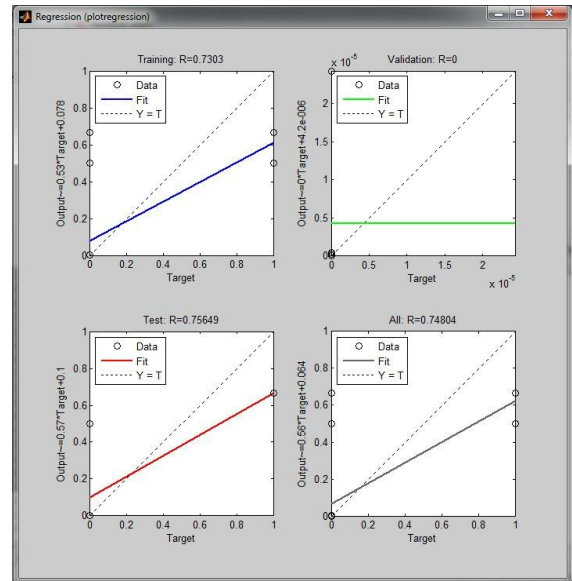 Regression (plotregression)
Training: R=0.7303
Output~=0.53*Target+0.078
Data
Fit
Y = T
1
0.8
0.6
0.4
0.2
0
0 0.2 0.4 0.6 0.8 1
Target
Validation: R=0
x 10^-5
Output~=0*Target+4.2e-006
Data
Fit
Y = T
2
1.5
1
0.5
0
0 0.5 1 1.5 2
x 10^-5
Target
Test: R=0.75649
Output~=0.57*Target+0.1
Data
Fit
Y = T
1
0.8
0.6
0.4
0.2
0
0 0.2 0.4 0.6 0.8 1
Target
All: R=0.74804
Output~=0.56*Target+0.064
Data
Fit
Y = T
1
0.8
0.6
0.4
0.2
0
0 0.2 0.4 0.6 0.8 1
Target